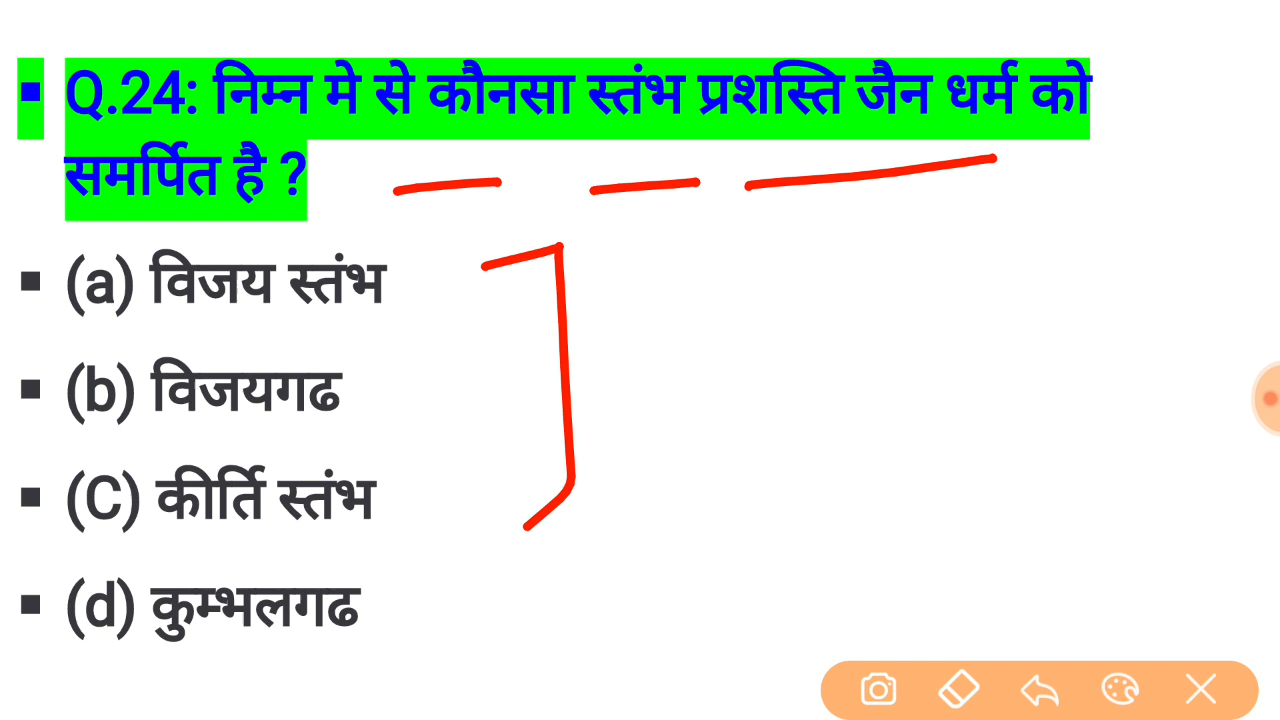 Q.24: निम्न मे से कौनसा स्तंभ प्रशस्ति जैन धर्म को
समर्पित है ?
(a) विजय स्तंभ
(b) विजयगढ
(C) कीर्ति स्तंभ
(d) कुम्भलगढ